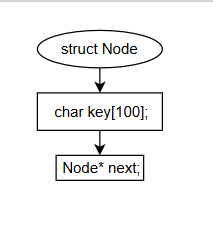 struct Node
char key[100];
Node* next;